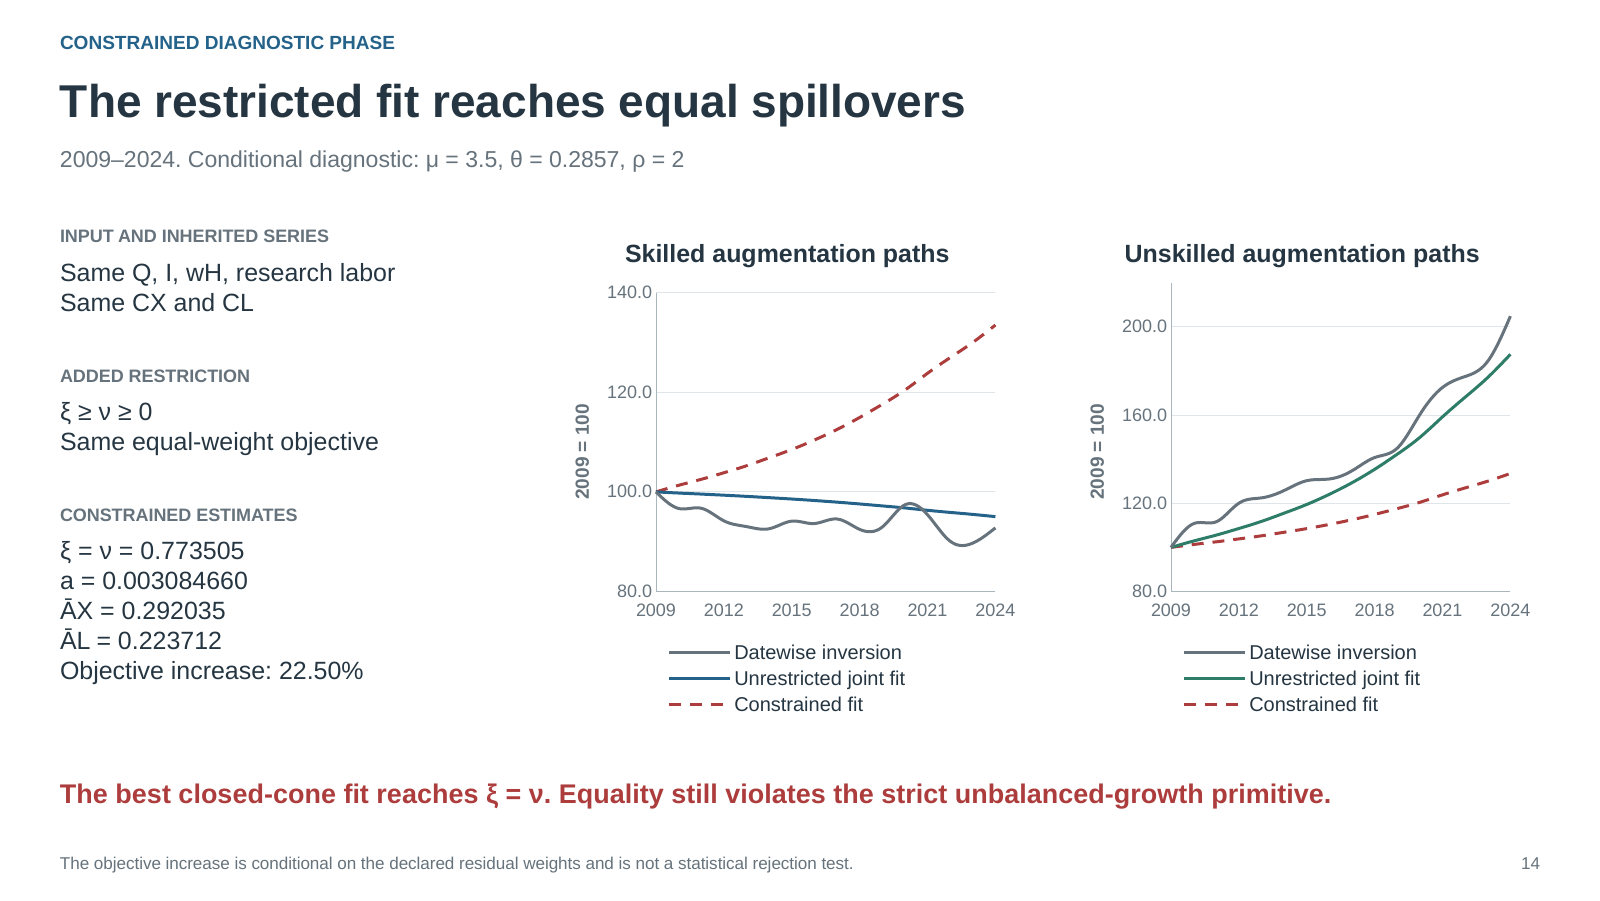 CONSTRAINED DIAGNOSTIC PHASE
The restricted fit reaches equal spillovers
2009–2024. Conditional diagnostic: μ = 3.5, θ = 0.2857, ρ = 2
INPUT AND INHERITED SERIES
Same Q, I, wH, research labor
Same CX and CL
ADDED RESTRICTION
ξ ≥ ν ≥ 0
Same equal-weight objective
CONSTRAINED ESTIMATES
ξ = ν = 0.773505
a = 0.003084660
ĀX = 0.292035
ĀL = 0.223712
Objective increase: 22.50%
Skilled augmentation paths
2009 = 100
140.0
120.0
100.0
80.0
2009 2012 2015 2018 2021 2024
Datewise inversion
Unrestricted joint fit
Constrained fit
Unskilled augmentation paths
2009 = 100
200.0
160.0
120.0
80.0
2009 2012 2015 2018 2021 2024
Datewise inversion
Unrestricted joint fit
Constrained fit
The best closed-cone fit reaches ξ = ν. Equality still violates the strict unbalanced-growth primitive.
The objective increase is conditional on the declared residual weights and is not a statistical rejection test.
14